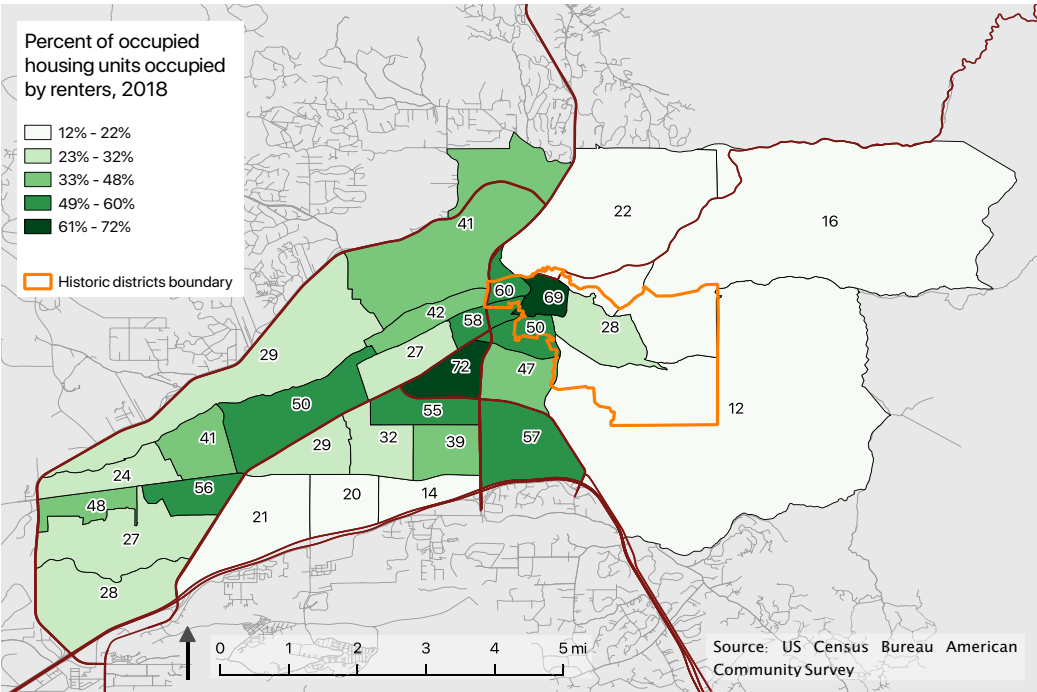 Percent of occupied
housing units occupied
by renters, 2018
12% - 22%
23% - 32%
33% - 48%
49% - 60%
61% - 72%
Historic districts boundary
22
16
41
60
69
42
58
50
28
29
27
72
47
50
55
12
41
29
32
39
57
24
56
48
20
14
21
27
28
0 1 2 3 4 5 mi
Source: US Census Bureau American
Community Survey